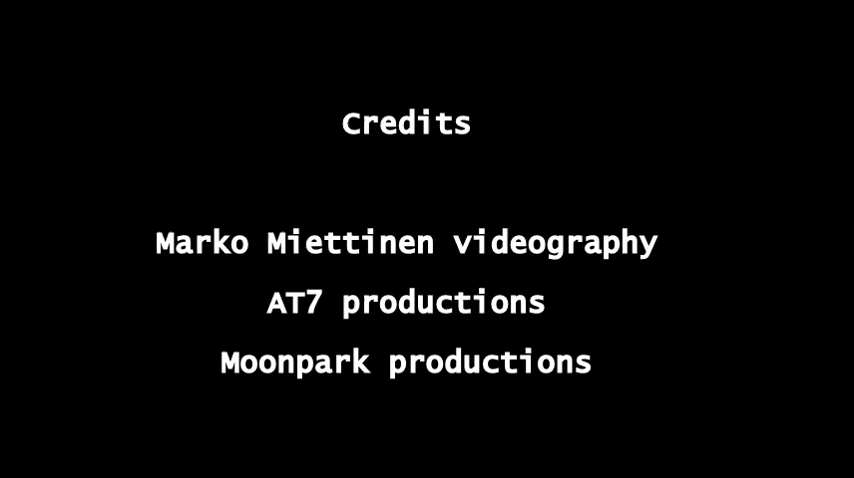 Credits
Marko Miettinen videography
AT7 productions
Moonpark productions